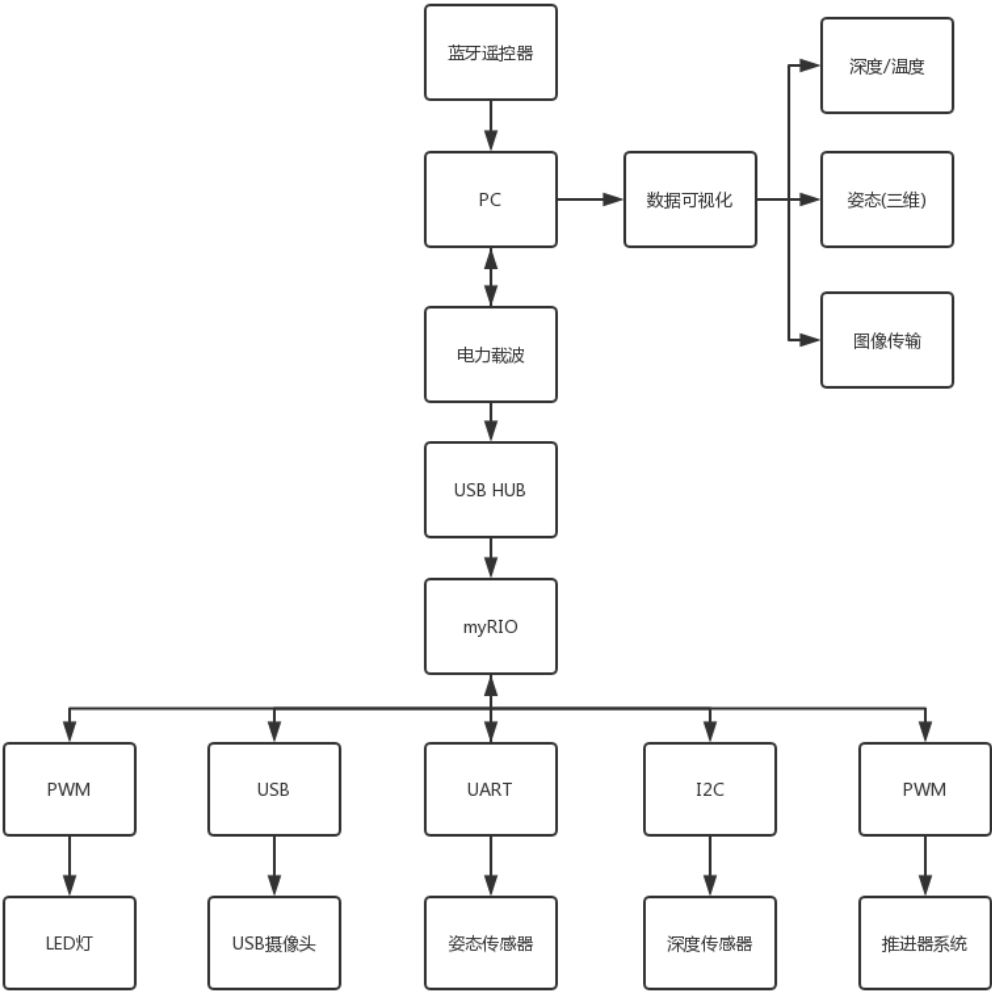 蓝牙遥控器
深度/温度
PC
数据可视化
姿态(三维)
电力载波
图像传输
USB HUB
myRIO
PWM
USB
UART
I2C
PWM
LED灯
USB摄像头
姿态传感器
深度传感器
推进器系统